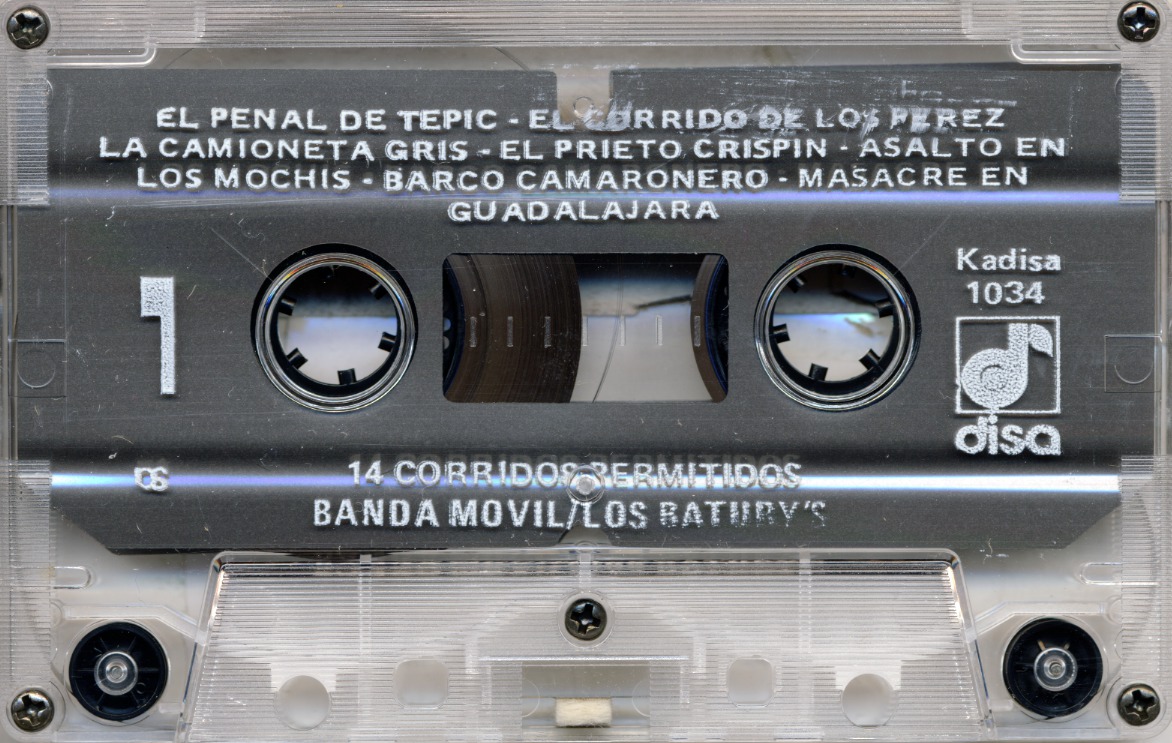 EL PENAL DE TEPIC - EL CORRIDO DE LOS PEREZ
LA CAMIONETA GRIS - EL PRIETO CRISPIN - ASALTO EN
LOS MOCHIS - BARCO CAMARONERO - MASACRE EN
GUADALAJARA
Kadisa
1034
1
disa
14 CORRIDOS PERMITIDOS
BANDA MOVIL/LOS BATURY'S